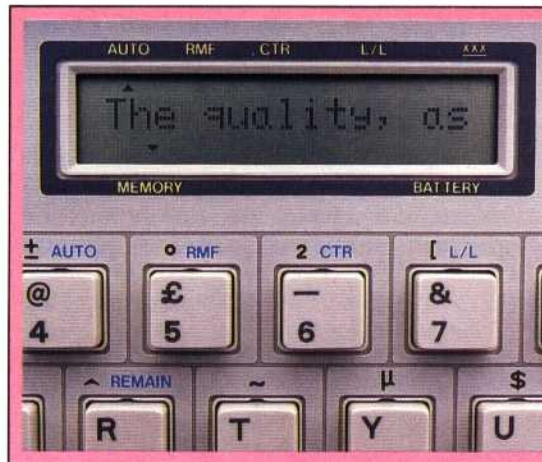 AUTO RMF CTR L/L xxx
The quality, as
MEMORY BATTERY
± AUTO ° RMF 2 CTR [ L/L
@ £ — &
4 5 6 7
^ REMAIN ~ µ $
R T Y U